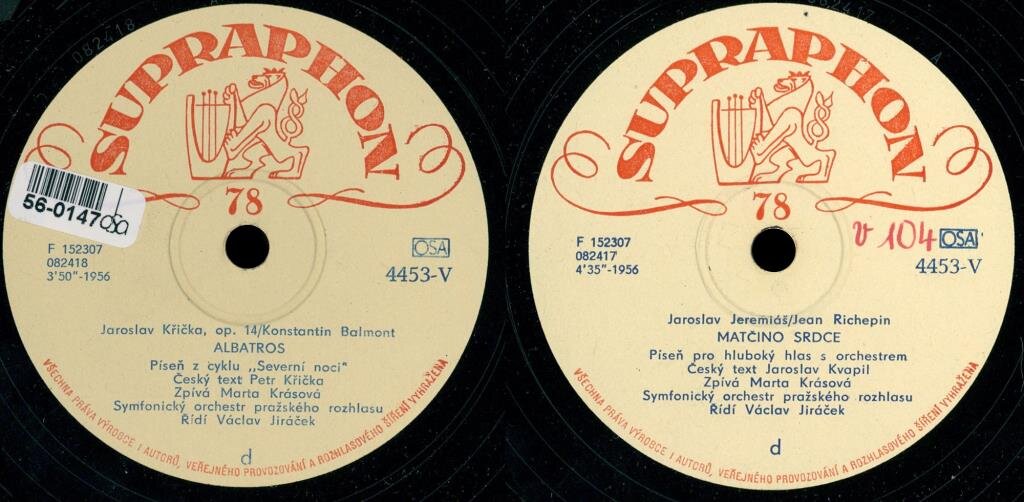 082418
SUPRAPHON
78
56-0147
OSA
F 152307
082418
3'50"-1956
OSA
4453-V
Jaroslav Křička, op. 14/Konstantin Balmont
ALBATROS
Píseň z cyklu „Severní noci"
Český text Petr Křička
Zpívá Marta Krásová
Symfonický orchestr pražského rozhlasu
Řídí Václav Jiráček
d
VŠECHNA PRÁVA VÝROBCE I AUTORŮ, VEŘEJNÉHO PROVOZOVÁNÍ A ROZHLASOVÉHO ŠÍŘENÍ VYHRAŽENA
SUPRAPHON
78
v 104
F 152307
082417
4'35"-1956
OSA
4453-V
Jaroslav Jeremiáš/Jean Richepin
MATČINO SRDCE
Píseň pro hluboký hlas s orchestrem
Český text Jaroslav Kvapil
Zpívá Marta Krásová
Symfonický orchestr pražského rozhlasu
Řídí Václav Jiráček
d
VŠECHNA PRÁVA VÝROBCE I AUTORŮ, VEŘEJNÉHO PROVOZOVÁNÍ A ROZHLASOVÉHO ŠÍŘENÍ VYHRAŽENA